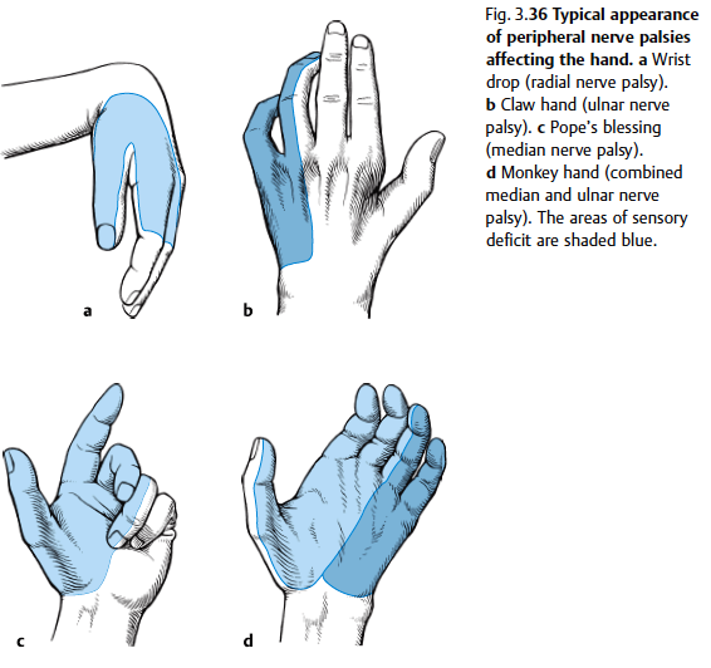 Fig. 3.36 Typical appearance
of peripheral nerve palsies
affecting the hand. a Wrist
drop (radial nerve palsy).
b Claw hand (ulnar nerve
palsy). c Pope's blessing
(median nerve palsy).
d Monkey hand (combined
median and ulnar nerve
palsy). The areas of sensory
deficit are shaded blue.
a
b
c
d